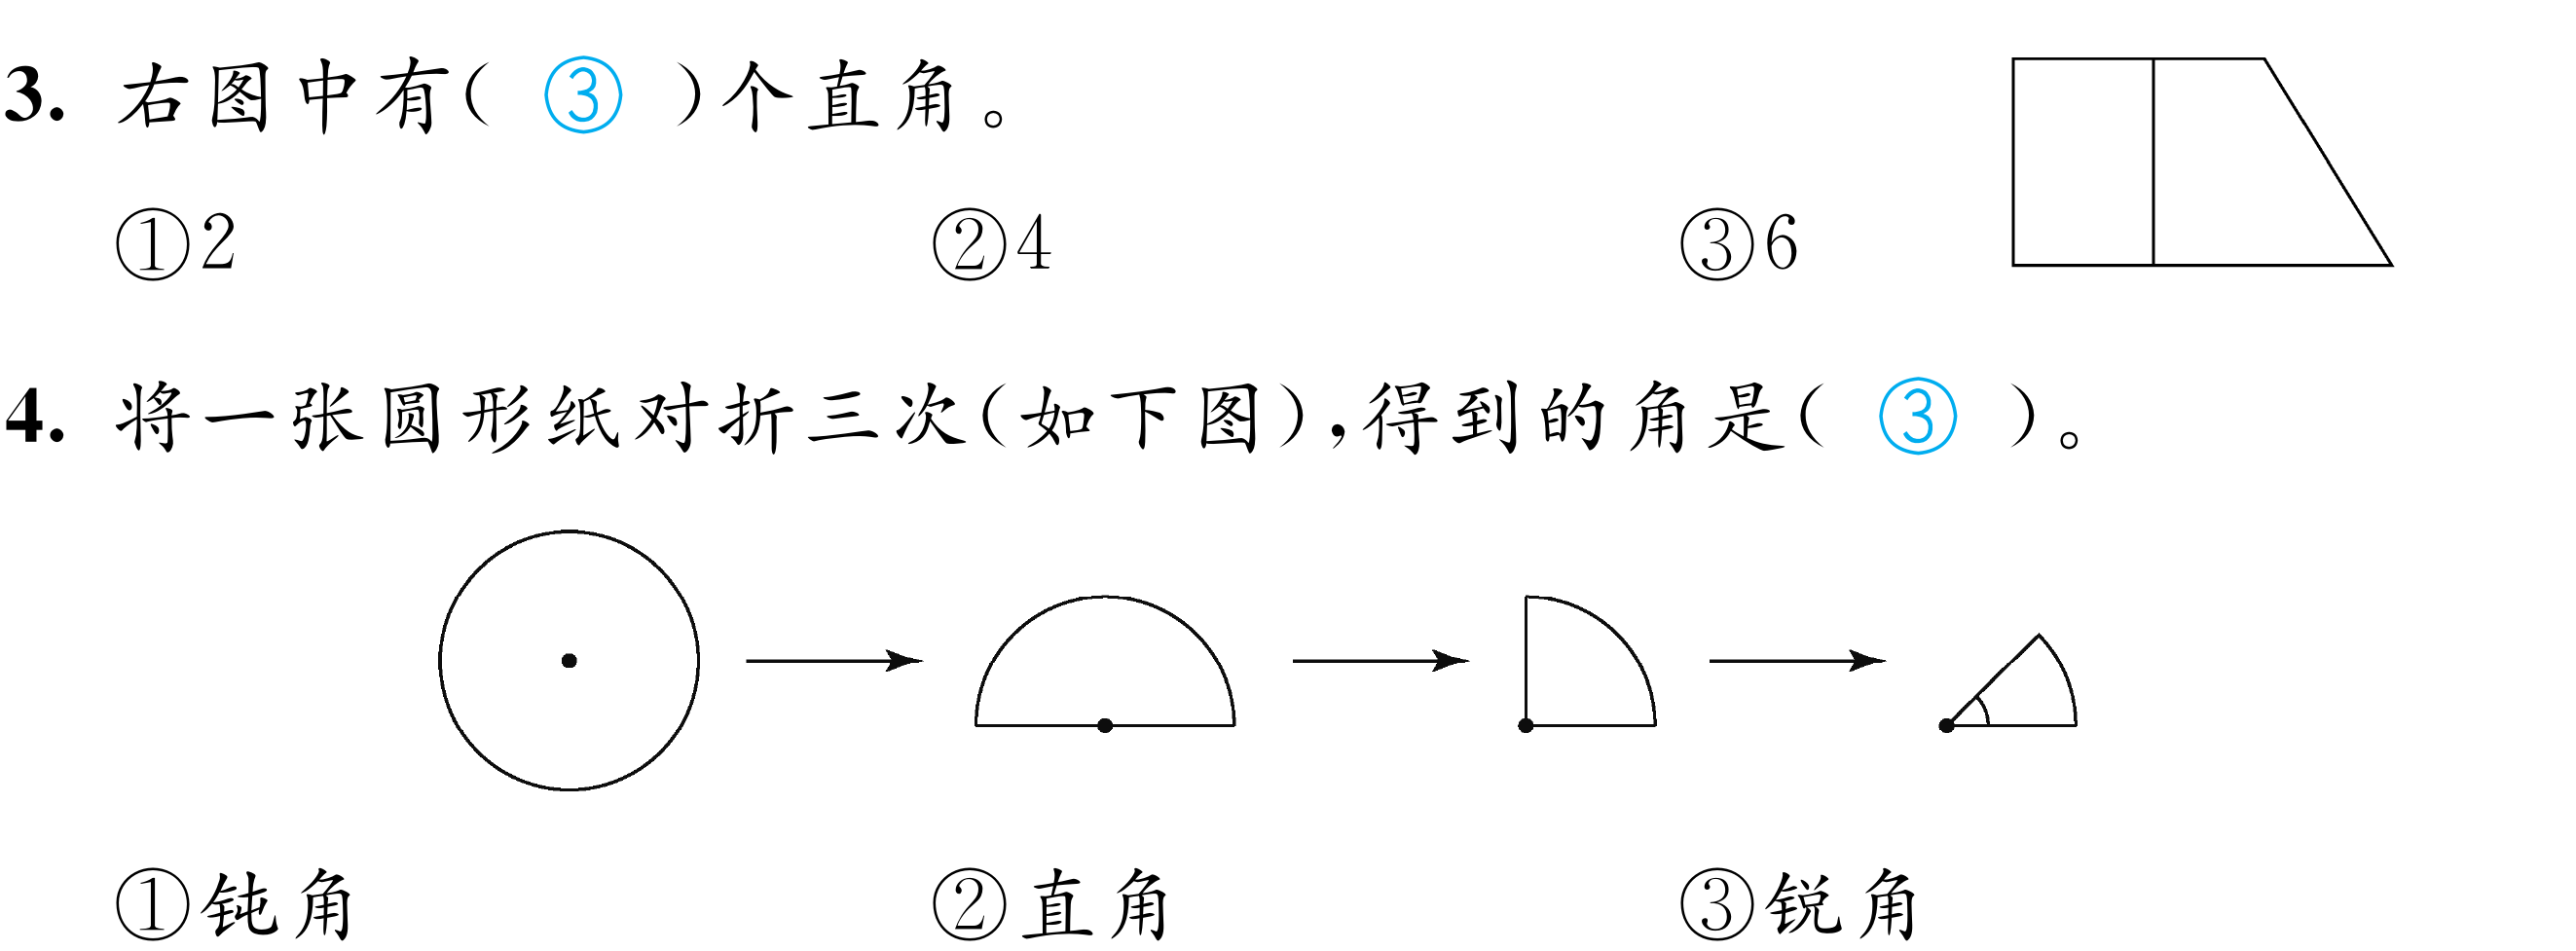 3. 右图中有( ③ )个直角。
①2 ②4 ③6
4. 将一张圆形纸对折三次(如下图),得到的角是( ③ )。
①钝角 ②直角 ③锐角